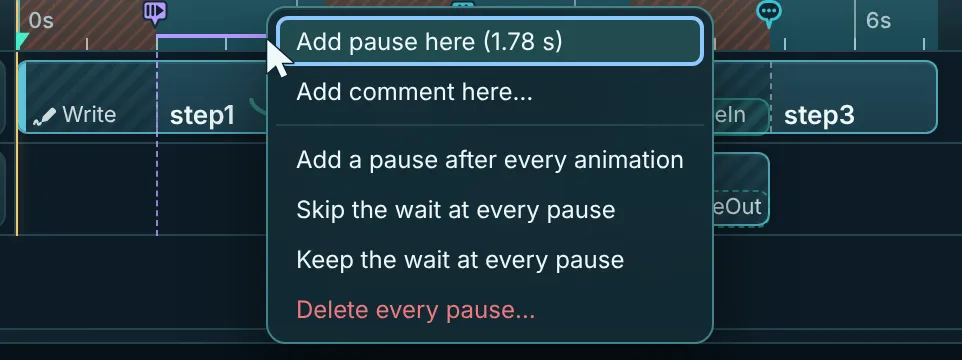 0s
6s
Add pause here (1.78 s)
Add comment here...
Write
step1
eIn
step3
Add a pause after every animation
Skip the wait at every pause
eOut
Keep the wait at every pause
Delete every pause...